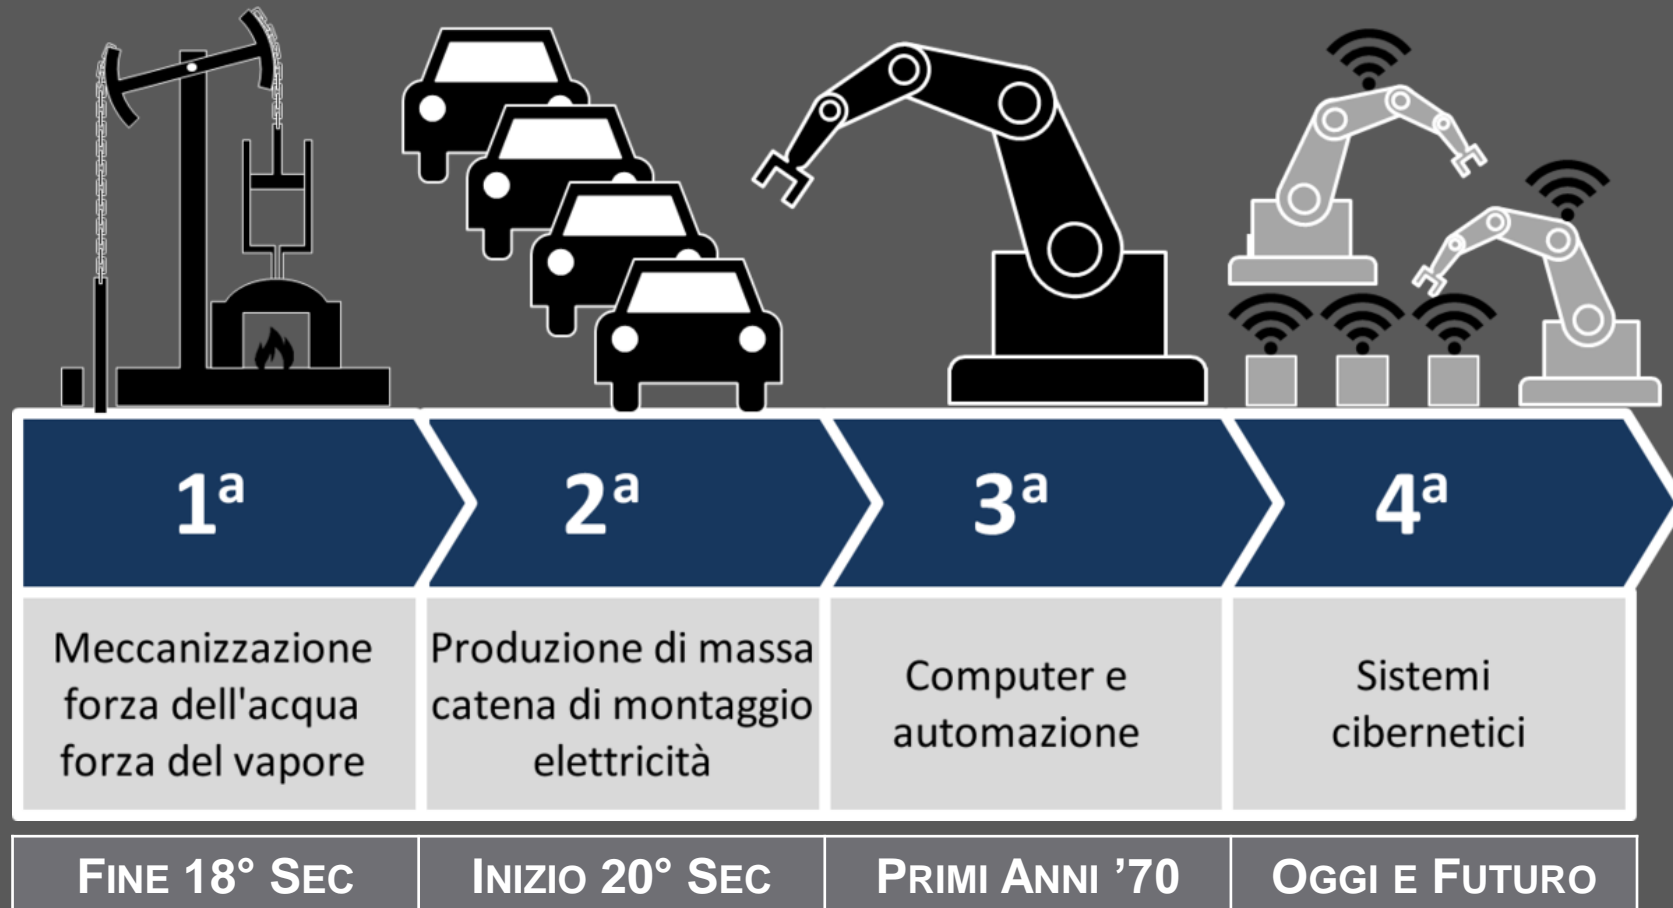 1ª
2ª
3ª
4ª
Meccanizzazione
forza dell'acqua
forza del vapore
Produzione di massa
catena di montaggio
elettricità
Computer e
automazione
Sistemi
cibernetici
FINE 18° SEC
INIZIO 20° SEC
PRIMI ANNI ’70
OGGI E FUTURO